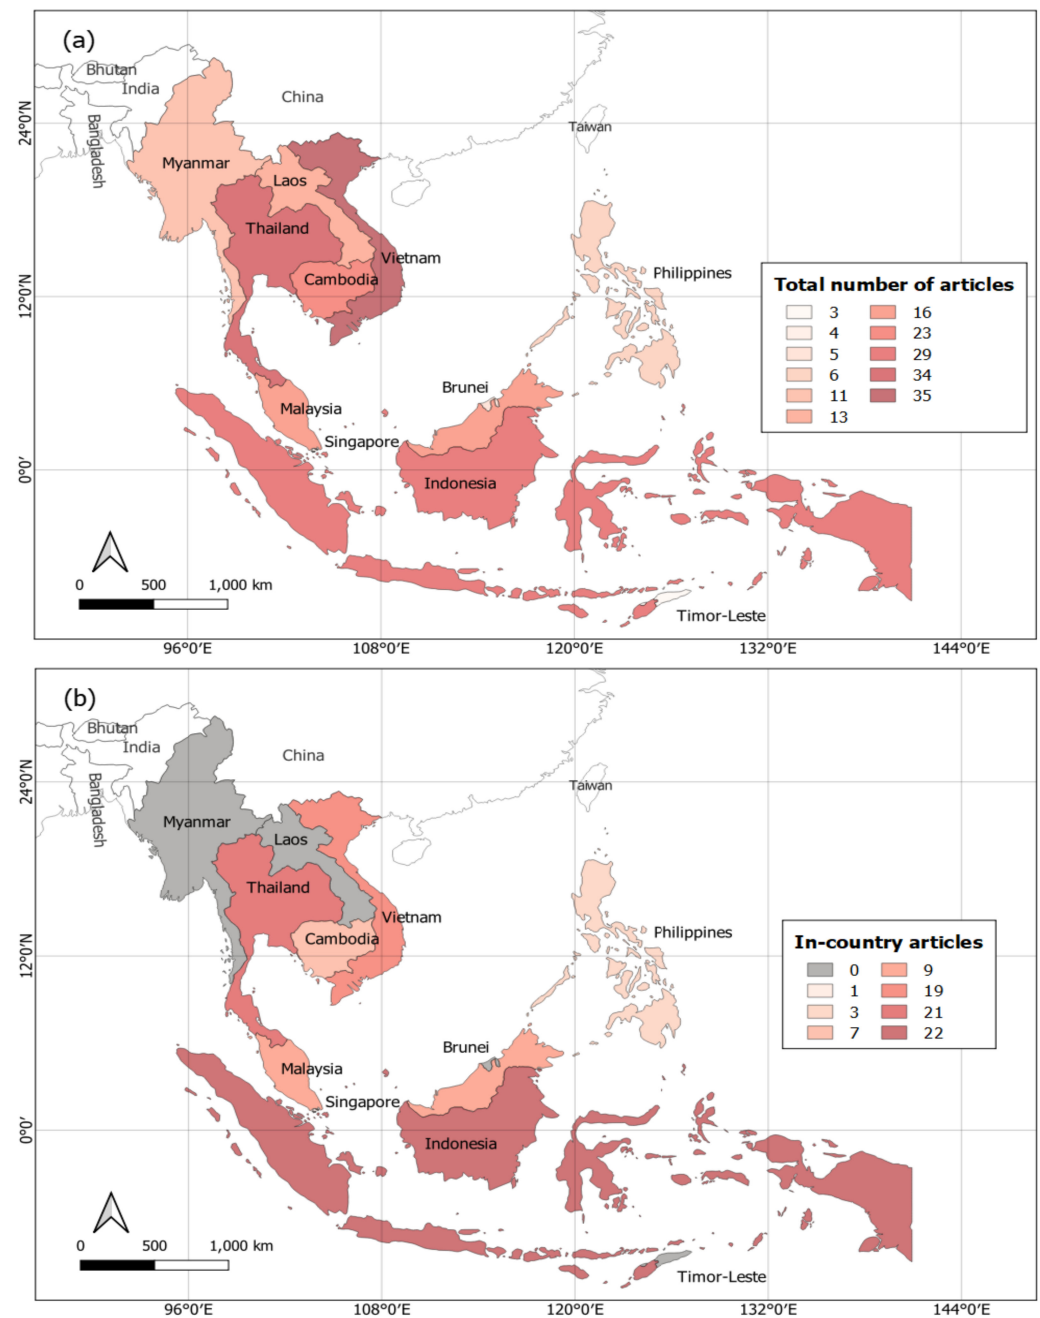 (a)
Bhutan
India
China
24°0′N
Taiwan
Bangladesh
Myanmar
Laos
Thailand
Vietnam
Cambodia
Philippines
12°0′N
Total number of articles
3 16
4 23
5 29
6 34
11 35
13
Brunei
Malaysia
Singapore
0°0′
Indonesia
0 500 1,000 km
Timor-Leste
96°0′E 108°0′E 120°0′E 132°0′E 144°0′E
(b)
Bhutan
India
China
24°0′N
Taiwan
Bangladesh
Myanmar
Laos
Thailand
Vietnam
Cambodia
Philippines
12°0′N
In-country articles
0 9
1 19
3 21
7 22
Brunei
Malaysia
Singapore
0°0′
Indonesia
0 500 1,000 km
Timor-Leste
96°0′E 108°0′E 120°0′E 132°0′E 144°0′E